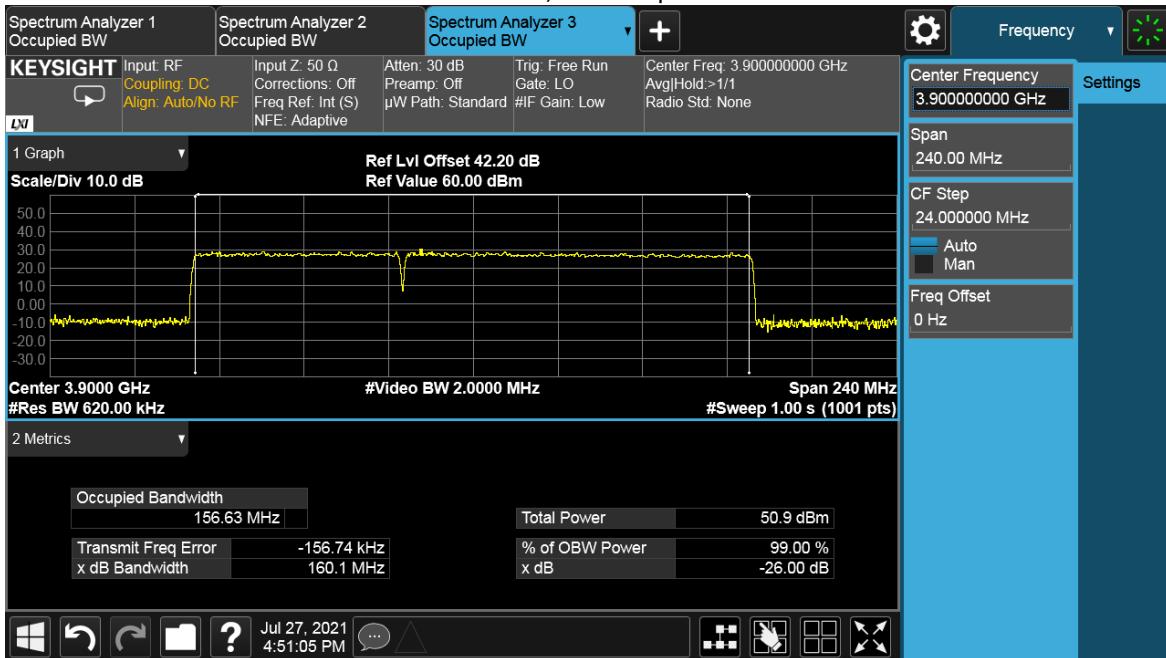 Spectrum Analyzer 1
Occupied BW
Spectrum Analyzer 2
Occupied BW
Spectrum Analyzer 3
Occupied BW
Frequency
KEYSIGHT
LXI
Input: RF
Coupling: DC
Align: Auto/No RF
Input Z: 50 Ω
Corrections: Off
Freq Ref: Int (S)
NFE: Adaptive
Atten: 30 dB
Preamp: Off
µW Path: Standard
Trig: Free Run
Gate: LO
#IF Gain: Low
Center Freq: 3.900000000 GHz
Avg|Hold:>1/1
Radio Std: None
1 Graph
Scale/Div 10.0 dB
Ref Lvl Offset 42.20 dB
Ref Value 60.00 dBm
50.0
40.0
30.0
20.0
10.0
0.00
-10.0
-20.0
-30.0
Center 3.9000 GHz
#Res BW 620.00 kHz
#Video BW 2.0000 MHz
Span 240 MHz
#Sweep 1.00 s (1001 pts)
2 Metrics
Occupied Bandwidth
156.63 MHz
Transmit Freq Error -156.74 kHz
x dB Bandwidth 160.1 MHz
Total Power 50.9 dBm
% of OBW Power 99.00 %
x dB -26.00 dB
Center Frequency
3.900000000 GHz
Span
240.00 MHz
CF Step
24.000000 MHz
Auto
Man
Freq Offset
0 Hz
Settings
?
Jul 27, 2021
4:51:05 PM